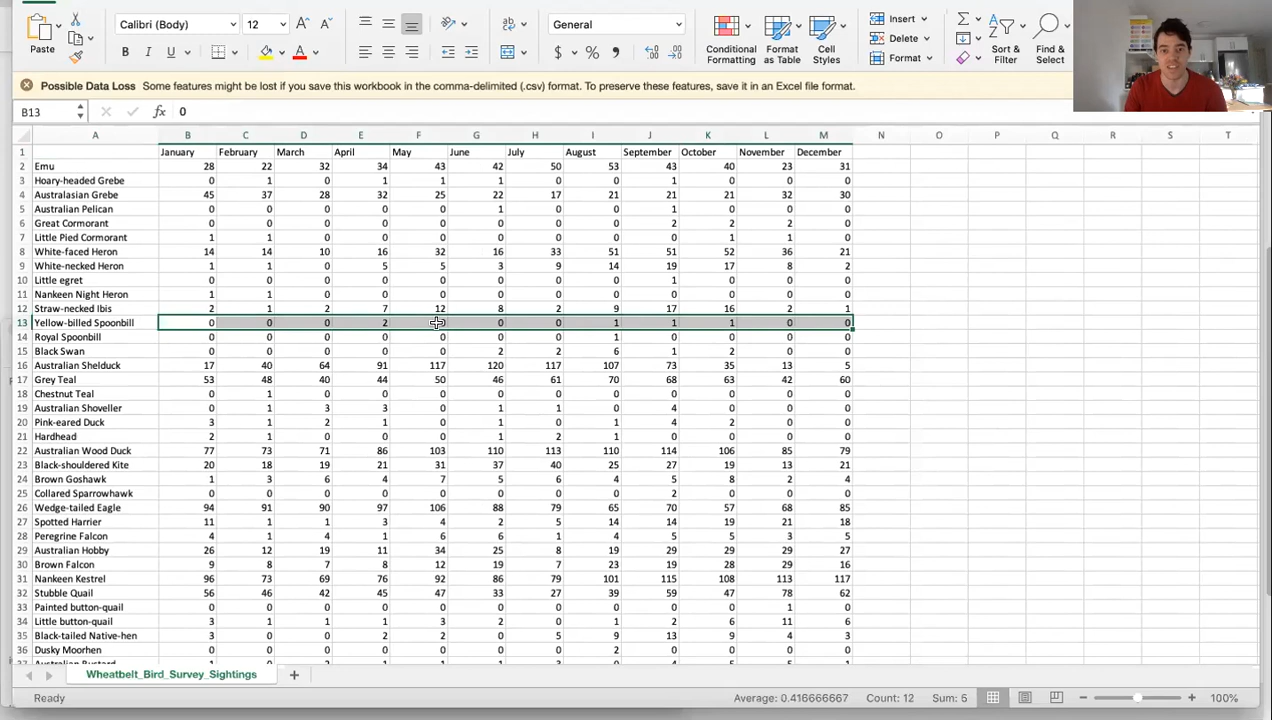 Calibri (Body) 12 A A General Insert
Paste B I U A $ % Conditional Formatting Format as Table Cell Styles Delete Format Sort & Filter Find & Select
Possible Data Loss Some features might be lost if you save this workbook in the comma-delimited (.csv) format. To preserve these features, save it in an Excel file format.
B13 fx 0
A B C D E F G H I J K L M N O P Q R S T
1 January February March April May June July August September October November December
2 Emu 28 22 32 34 43 42 50 53 43 40 23 31
3 Hoary-headed Grebe 0 1 0 1 1 1 0 0 1 0 0 0
4 Australasian Grebe 45 37 28 32 25 22 17 21 21 21 32 30
5 Australian Pelican 0 0 0 0 0 1 0 0 1 0 0 0
6 Great Cormorant 0 0 0 0 0 0 0 0 2 2 2 0
7 Little Pied Cormorant 1 1 0 0 0 0 0 0 0 1 1 0
8 White-faced Heron 14 14 10 16 32 16 33 51 51 52 36 21
9 White-necked Heron 1 1 0 5 5 3 9 14 19 17 8 2
10 Little egret 0 0 0 0 0 0 0 0 1 0 0 0
11 Nankeen Night Heron 1 1 0 0 0 0 0 0 0 0 0 0
12 Straw-necked Ibis 2 1 2 7 12 8 2 9 17 16 2 1
13 Yellow-billed Spoonbill 0 0 0 2 0 0 1 1 1 0 0
14 Royal Spoonbill 0 0 0 0 0 0 0 1 0 0 0 0
15 Black Swan 0 0 0 0 0 2 2 6 1 2 0 0
16 Australian Shelduck 17 40 64 91 117 120 117 107 73 35 13 5
17 Grey Teal 53 48 40 44 50 46 61 70 68 63 42 60
18 Chestnut Teal 0 1 0 0 0 0 0 0 0 0 0 0
19 Australian Shoveller 0 1 3 3 0 1 1 0 4 0 0 0
20 Pink-eared Duck 3 1 2 1 0 1 0 1 4 2 0 0
21 Hardhead 2 1 0 0 0 1 2 1 0 0 0 0
22 Australian Wood Duck 77 73 71 86 103 110 113 110 114 106 85 79
23 Black-shouldered Kite 20 18 19 21 31 37 40 25 27 19 13 21
24 Brown Goshawk 1 3 6 4 7 5 6 4 5 8 2 4
25 Collared Sparrowhawk 0 0 0 0 0 0 0 0 2 0 0 0
26 Wedge-tailed Eagle 94 91 90 97 106 88 79 65 70 57 68 85
27 Spotted Harrier 11 1 1 3 4 2 5 14 14 19 21 18
28 Peregrine Falcon 4 1 4 1 6 6 1 4 5 5 3 5
29 Australian Hobby 26 12 19 11 34 25 8 19 29 29 29 27
30 Brown Falcon 9 8 7 8 12 19 7 23 19 28 29 16
31 Nankeen Kestrel 96 73 69 76 92 86 79 101 115 108 113 117
32 Stubble Quail 56 46 42 45 47 33 27 39 59 47 78 62
33 Painted button-quail 0 0 0 0 0 0 0 0 0 0 1 0
34 Little button-quail 3 1 1 1 3 2 0 1 2 6 11 6
35 Black-tailed Native-hen 3 0 0 2 2 0 5 9 13 9 4 3
36 Dusky Moorhen 0 0 0 0 0 0 0 2 0 0 0 0
Wheatbelt_Bird_Survey_Sightings +
Ready Average: 0.416666667 Count: 12 Sum: 5 100%